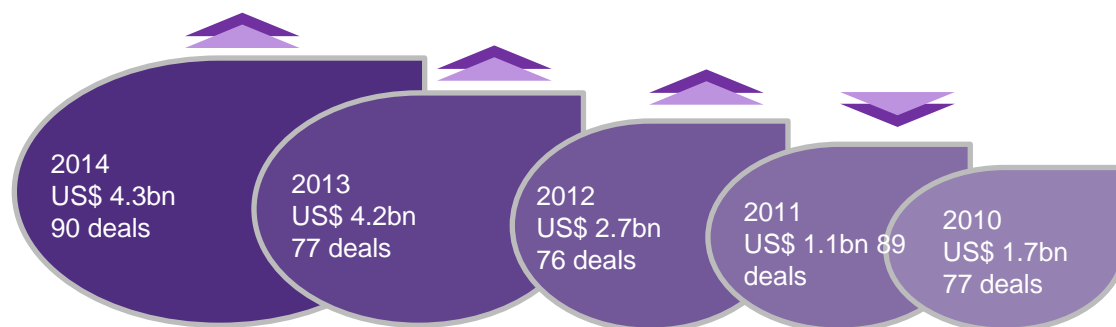 2014
US$ 4.3bn
90 deals
2013
US$ 4.2bn
77 deals
2012
US$ 2.7bn
76 deals
2011
US$ 1.1bn 89
deals
2010
US$ 1.7bn
77 deals